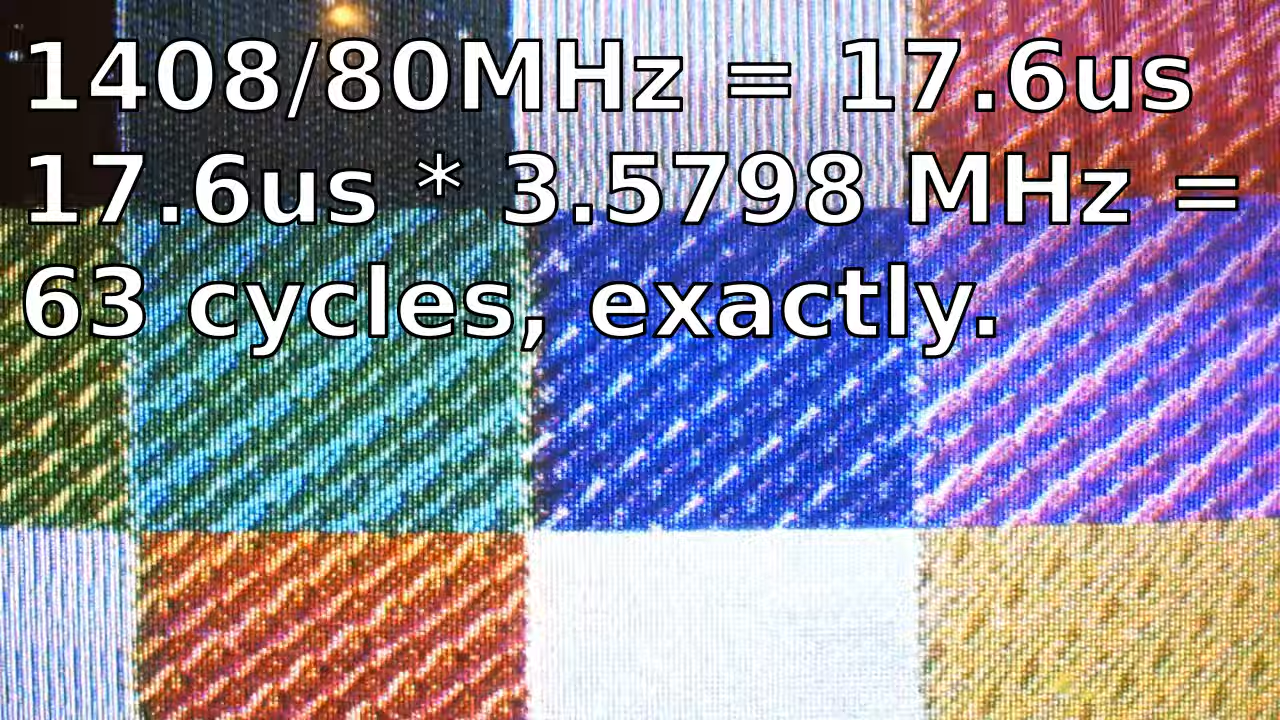 1408/80MHz = 17.6us
17.6us * 3.5798 MHz =
63 cycles, exactly.